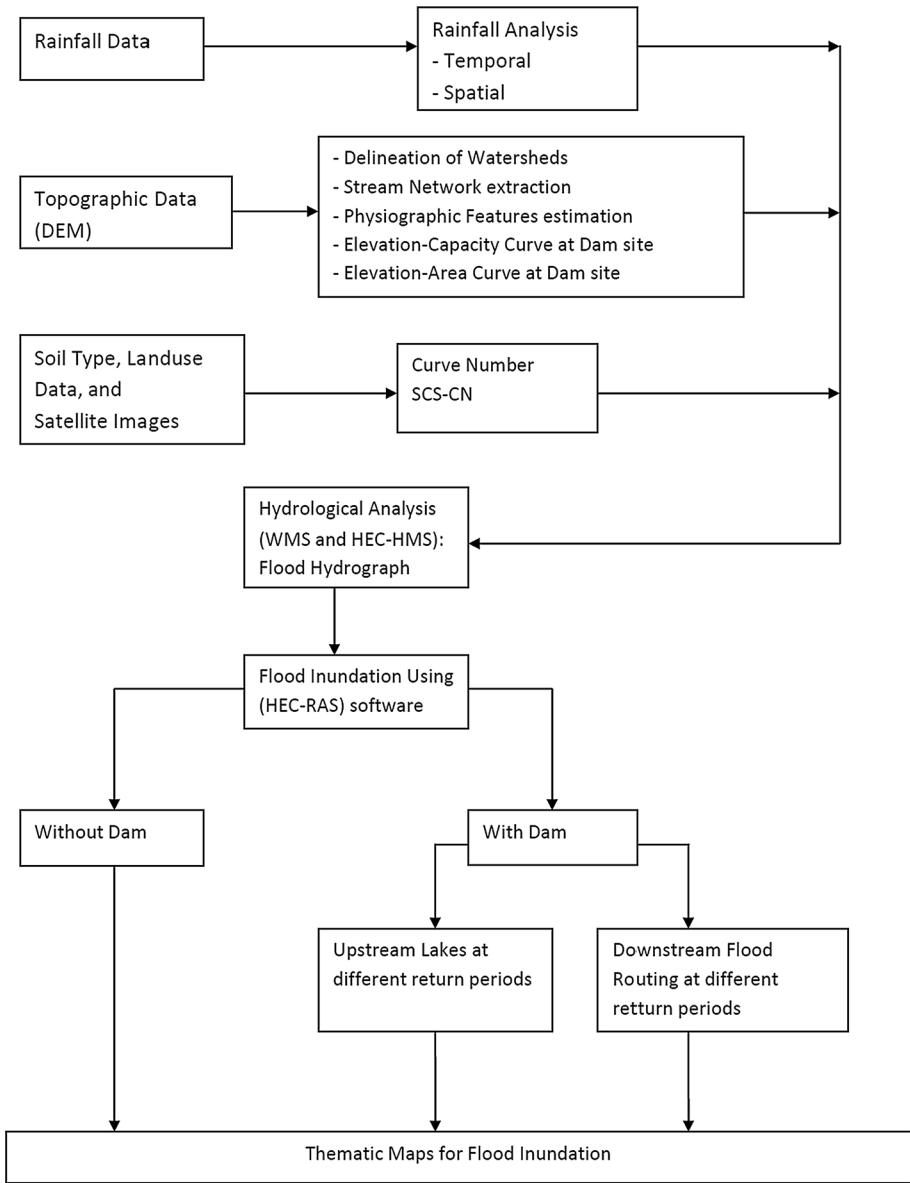 Rainfall Data
Rainfall Analysis
- Temporal
- Spatial
Topographic Data
(DEM)
- Delineation of Watersheds
- Stream Network extraction
- Physiographic Features estimation
- Elevation-Capacity Curve at Dam site
- Elevation-Area Curve at Dam site
Soil Type, Landuse
Data, and
Satellite Images
Curve Number
SCS-CN
Hydrological Analysis
(WMS and HEC-HMS):
Flood Hydrograph
Flood Inundation Using
(HEC-RAS) software
Without Dam
With Dam
Upstream Lakes at
different return periods
Downstream Flood
Routing at different
retturn periods
Thematic Maps for Flood Inundation